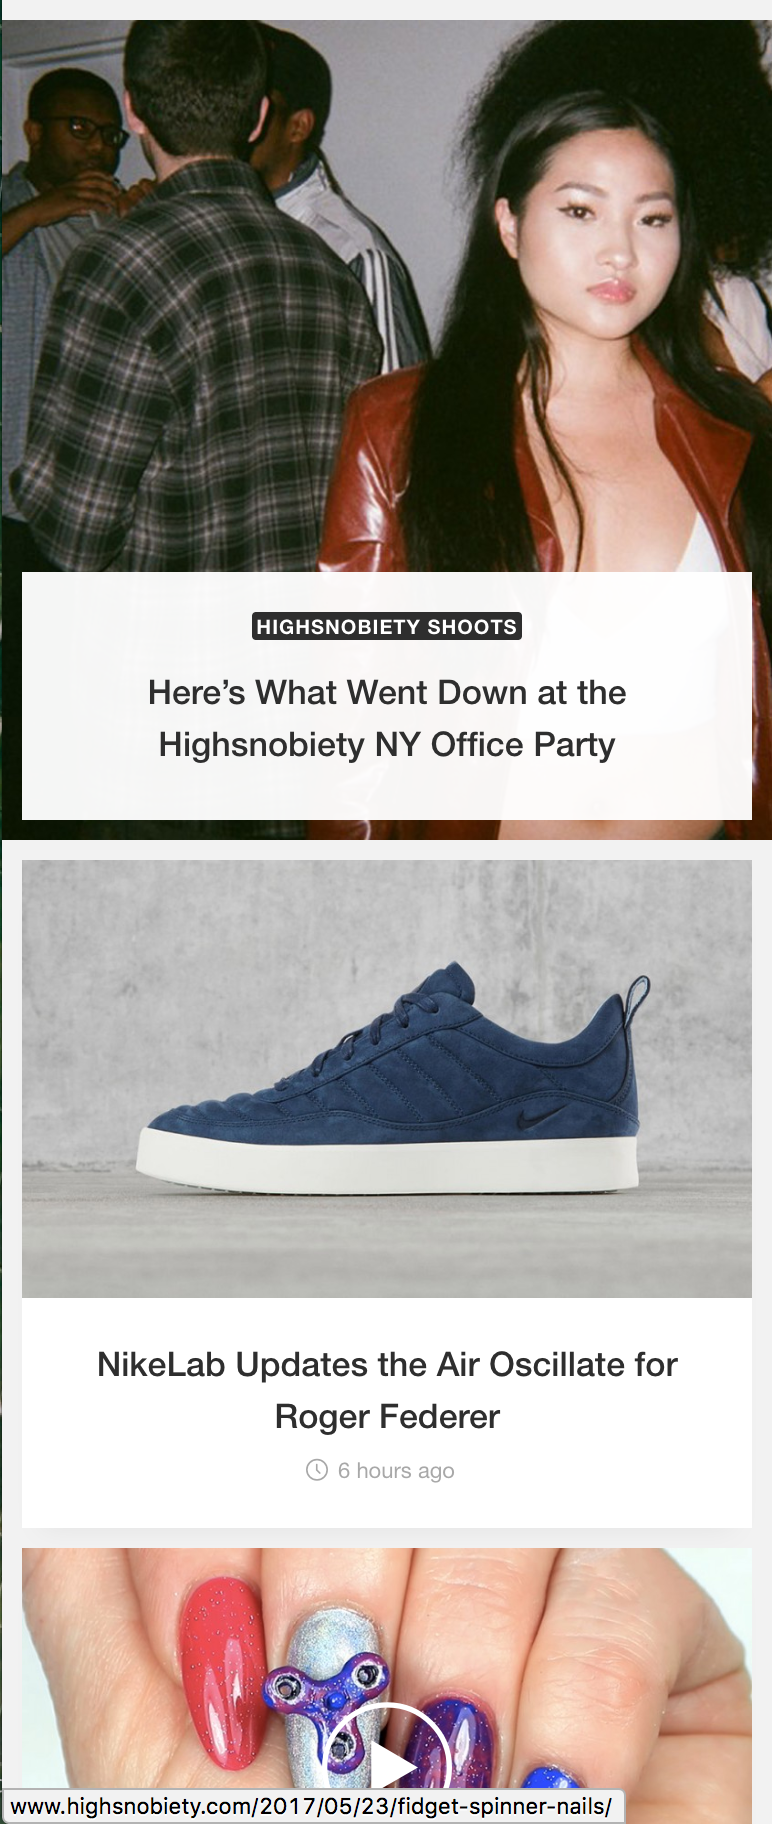 HIGHSNOBIETY SHOOTS
Here’s What Went Down at the
Highsnobiety NY Office Party
NikeLab Updates the Air Oscillate for
Roger Federer
6 hours ago
www.highsnobiety.com/2017/05/23/fidget-spinner-nails/